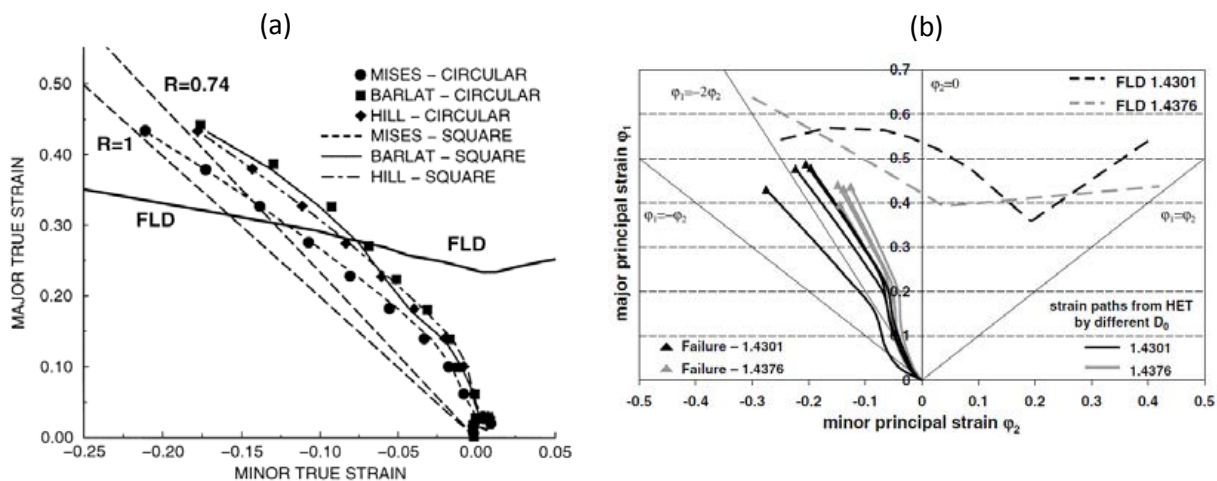 (a)
0.50
0.40
0.30
0.20
0.10
0.00
MAJOR TRUE STRAIN
R=0.74
R=1
FLD
FLD
MISES – CIRCULAR
BARLAT – CIRCULAR
HILL – CIRCULAR
MISES – SQUARE
BARLAT – SQUARE
HILL – SQUARE
-0.25 -0.20 -0.15 -0.10 -0.05 0.00 0.05
MINOR TRUE STRAIN
(b)
0.7
0.6
0.5
0.4
0.3
0.2
0.1
0
major principal strain φ₁
φ₁=-2φ₂
φ₂=0
FLD 1.4301
FLD 1.4376
φ₁=-φ₂
φ₁=φ₂
strain paths from HET
by different D₀
1.4301
1.4376
Failure – 1.4301
Failure – 1.4376
-0.5 -0.4 -0.3 -0.2 -0.1 0 0.1 0.2 0.3 0.4 0.5
minor principal strain φ₂